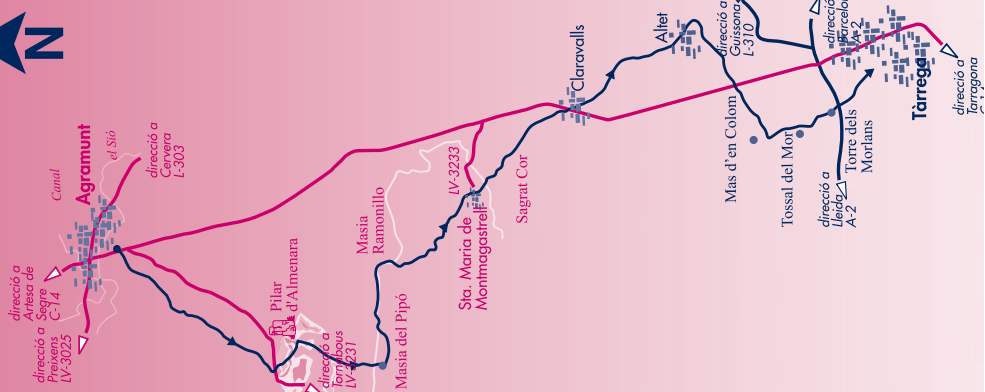 N
Canal
Agramunt
el Sió
direcció a
Cervera
L-303
direcció a
Artesa de
Segre
C-14
direcció a
Preixens
LV-3025
Pilar
d'Almenara
direcció a
Tornabous
LV-3231
Masia
Ramonillo
Masia del Pipó
LV-3233
Sta. Maria de
Montmagastrell
Sagrat Cor
Claravalls
Altet
direcció a
Guissona
L-310
Mas d'en Colom
Tossal del Mor
Torre dels
Morlans
direcció a
Lleida
A-2
direcció
Barcelon
A-2
Tàrrega
direcció a
Tarragona
C-14